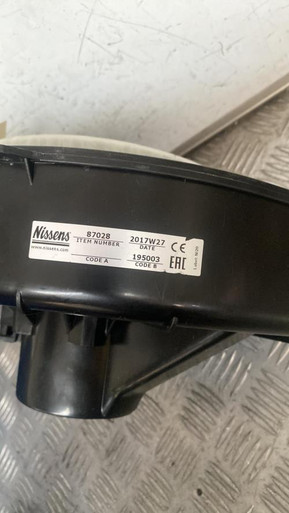 Nissens 87028 2017W27
ITEM NUMBER DATE
www.nissens.com
195003
CODE A CODE B
CE
EAC